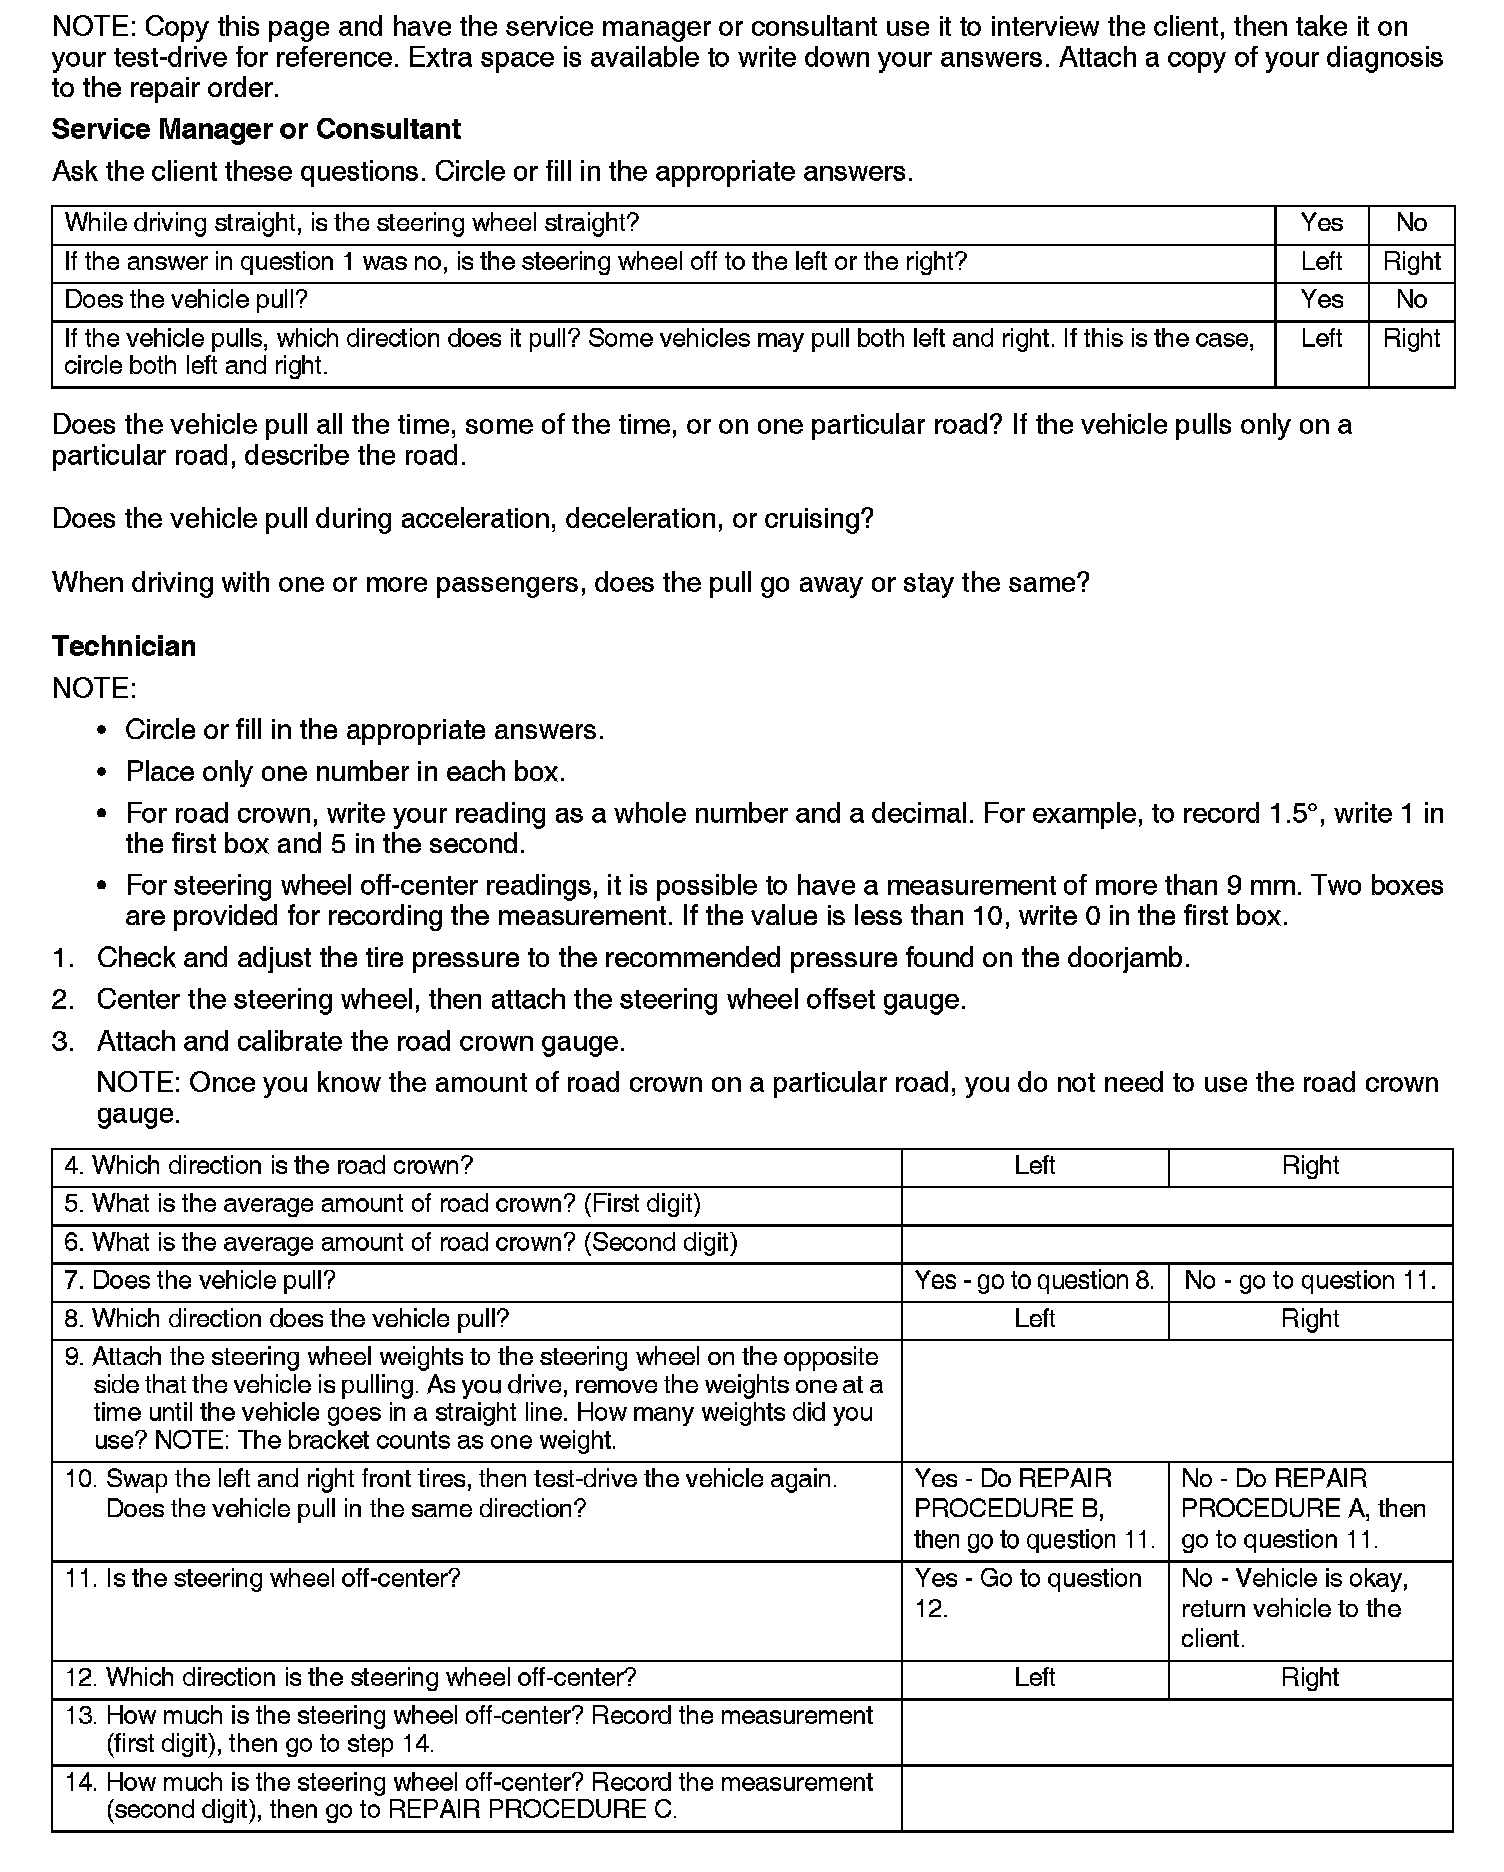 NOTE: Copy this page and have the service manager or consultant use it to interview the client, then take it on
your test-drive for reference. Extra space is available to write down your answers. Attach a copy of your diagnosis
to the repair order.
Service Manager or Consultant
Ask the client these questions. Circle or fill in the appropriate answers.
While driving straight, is the steering wheel straight? Yes No
If the answer in question 1 was no, is the steering wheel off to the left or the right? Left Right
Does the vehicle pull? Yes No
If the vehicle pulls, which direction does it pull? Some vehicles may pull both left and right. If this is the case, Left Right
circle both left and right.
Does the vehicle pull all the time, some of the time, or on one particular road? If the vehicle pulls only on a
particular road, describe the road.
Does the vehicle pull during acceleration, deceleration, or cruising?
When driving with one or more passengers, does the pull go away or stay the same?
Technician
NOTE:
• Circle or fill in the appropriate answers.
• Place only one number in each box.
• For road crown, write your reading as a whole number and a decimal. For example, to record 1.5°, write 1 in
the first box and 5 in the second.
• For steering wheel off-center readings, it is possible to have a measurement of more than 9 mm. Two boxes
are provided for recording the measurement. If the value is less than 10, write 0 in the first box.
1. Check and adjust the tire pressure to the recommended pressure found on the doorjamb.
2. Center the steering wheel, then attach the steering wheel offset gauge.
3. Attach and calibrate the road crown gauge.
NOTE: Once you know the amount of road crown on a particular road, you do not need to use the road crown
gauge.
4. Which direction is the road crown? Left Right
5. What is the average amount of road crown? (First digit)
6. What is the average amount of road crown? (Second digit)
7. Does the vehicle pull? Yes - go to question 8. No - go to question 11.
8. Which direction does the vehicle pull? Left Right
9. Attach the steering wheel weights to the steering wheel on the opposite
side that the vehicle is pulling. As you drive, remove the weights one at a
time until the vehicle goes in a straight line. How many weights did you
use? NOTE: The bracket counts as one weight.
10. Swap the left and right front tires, then test-drive the vehicle again. Yes - Do REPAIR No - Do REPAIR
Does the vehicle pull in the same direction? PROCEDURE B, PROCEDURE A, then
then go to question 11. go to question 11.
11. Is the steering wheel off-center? Yes - Go to question No - Vehicle is okay,
12. return vehicle to the
client.
12. Which direction is the steering wheel off-center? Left Right
13. How much is the steering wheel off-center? Record the measurement
(first digit), then go to step 14.
14. How much is the steering wheel off-center? Record the measurement
(second digit), then go to REPAIR PROCEDURE C.